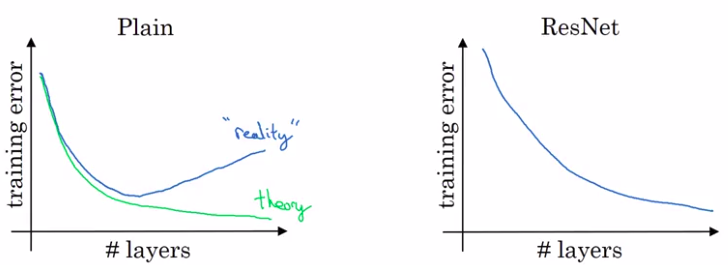 Plain
training error
"reality"
theory
# layers
ResNet
training error
# layers